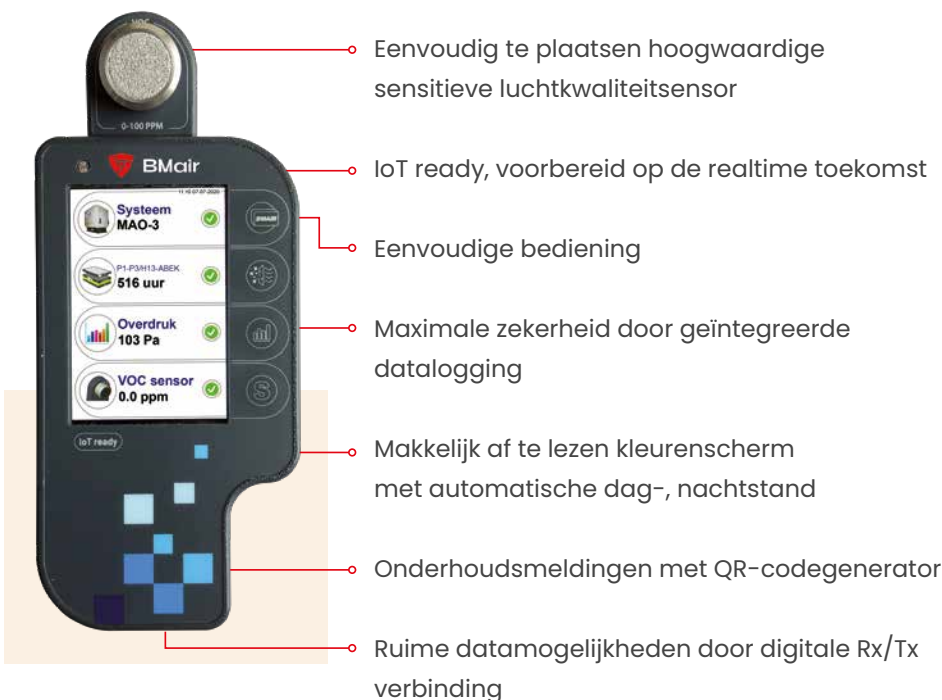 VOC
0-100 PPM
BMair
11:10 07-07-2020
Systeem
MAO-3
P1-P3/H13-ABEK
516 uur
Overdruk
103 Pa
VOC sensor
0.0 ppm
S
IoT ready
Eenvoudig te plaatsen hoogwaardige
sensitieve luchtkwaliteitsensor
IoT ready, voorbereid op de realtime toekomst
Eenvoudige bediening
Maximale zekerheid door geïntegreerde
datalogging
Makkelijk af te lezen kleurenscherm
met automatische dag-, nachtstand
Onderhoudsmeldingen met QR-codegenerator
Ruime datamogelijkheden door digitale Rx/Tx
verbinding